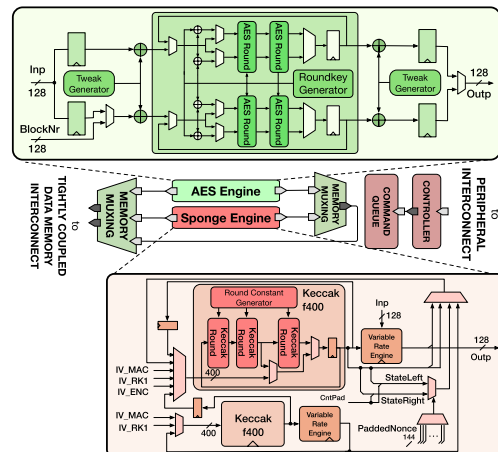 Inp
128
BlockNr
128
Tweak
Generator
AES
Round
AES
Round
AES
Round
AES
Round
Roundkey
Generator
Tweak
Generator
128
Outp
TIGHTLY COUPLED
DATA MEMORY
INTERCONNECT
to
MEMORY
MUXING
AES Engine
Sponge Engine
MEMORY
MUXING
COMMAND
QUEUE
CONTROLLER
to
PERIPHERAL
INTERCONNECT
Round Constant
Generator
Keccak
f400
Keccak
Round
Keccak
Round
Keccak
Round
Inp
128
Variable
Rate
Engine
128
Outp
IV_MAC
IV_RK1
IV_ENC
400
IV_MAC
IV_RK1
400
Keccak
f400
Variable
Rate
Engine
CntPad
StateLeft
StateRight
PaddedNonce
144
...